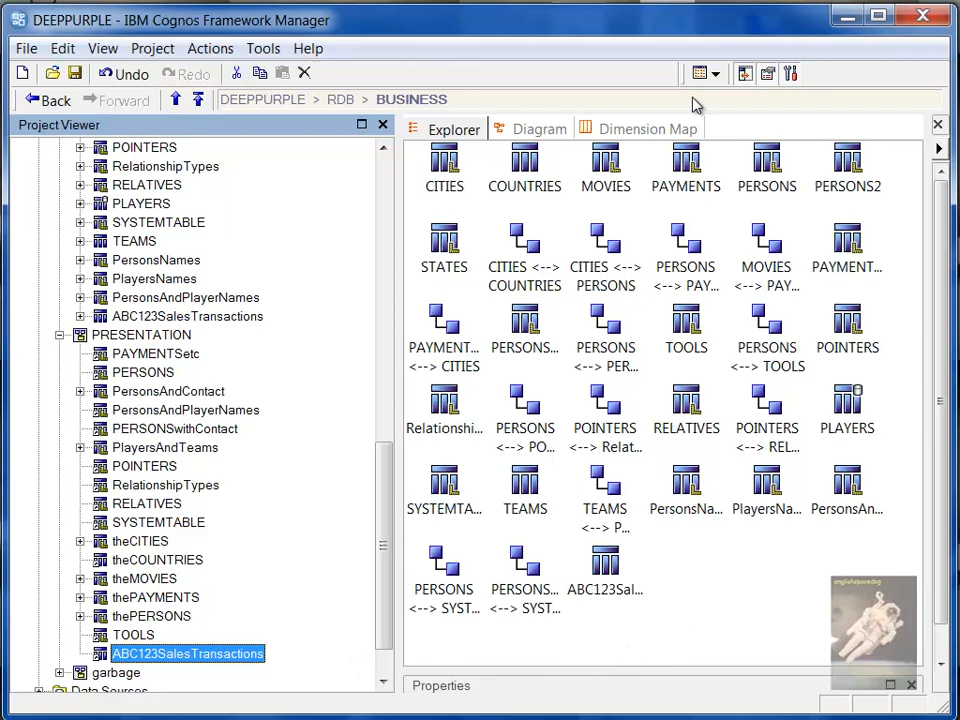 DEEPPURPLE - IBM Cognos Framework Manager
File Edit View Project Actions Tools Help
Undo Redo
Back Forward DEEPPURPLE > RDB > BUSINESS
Project Viewer
POINTERS
RelationshipTypes
RELATIVES
PLAYERS
SYSTEMTABLE
TEAMS
PersonsNames
PlayersNames
PersonsAndPlayerNames
ABC123SalesTransactions
PRESENTATION
PAYMENTSetc
PERSONS
PersonsAndContact
PersonsAndPlayerNames
PERSONSwithContact
PlayersAndTeams
POINTERS
RelationshipTypes
RELATIVES
SYSTEMTABLE
theCITIES
theCOUNTRIES
theMOVIES
thePAYMENTS
thePERSONS
TOOLS
ABC123SalesTransactions
garbage
Data Sources
Explorer Diagram Dimension Map
CITIES COUNTRIES MOVIES PAYMENTS PERSONS PERSONS2
STATES CITIES <--> CITIES <--> PERSONS MOVIES PAYMENT...
COUNTRIES PERSONS <--> PAY... <--> PAY...
PAYMENT... PERSONS... PERSONS TOOLS PERSONS POINTERS
<--> CITIES <--> PER... <--> TOOLS
Relationshi... PERSONS POINTERS RELATIVES POINTERS PLAYERS
<--> PO... <--> Relat... <--> REL...
SYSTEMTA... TEAMS TEAMS PersonsNa... PlayersNa... PersonsAn...
<--> P...
PERSONS PERSONS... ABC123Sal...
<--> SYST... <--> SYST...
englishspacedog
Properties